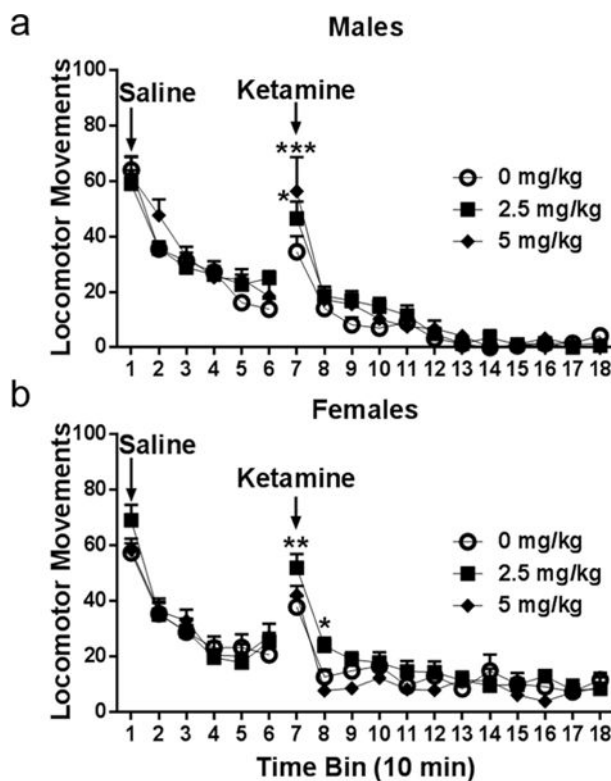 a
Males
Locomotor Movements
100
80
60
40
20
0
Saline
Ketamine
***
*
0 mg/kg
2.5 mg/kg
5 mg/kg
1 2 3 4 5 6 7 8 9 10 11 12 13 14 15 16 17 18
b
Females
Locomotor Movements
100
80
60
40
20
0
Saline
Ketamine
**
*
0 mg/kg
2.5 mg/kg
5 mg/kg
1 2 3 4 5 6 7 8 9 10 11 12 13 14 15 16 17 18
Time Bin (10 min)